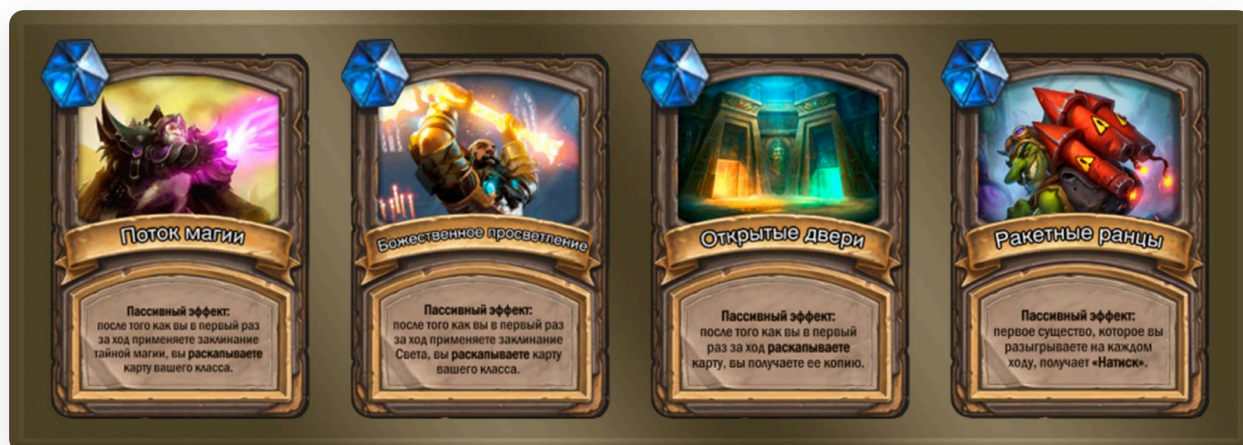 Поток магии
Пассивный эффект:
после того как вы в первый раз
за ход применяете заклинание
тайной магии, вы раскапываете
карту вашего класса.
Божественное просветление
Пассивный эффект:
после того как вы в первый раз
за ход применяете заклинание
Света, вы раскапываете карту
вашего класса.
Открытые двери
Пассивный эффект:
после того как вы в первый
раз за ход раскапываете
карту, вы получаете ее копию.
Ракетные ранцы
Пассивный эффект:
первое существо, которое вы
разыгрываете на каждом
ходу, получает «Натиск».